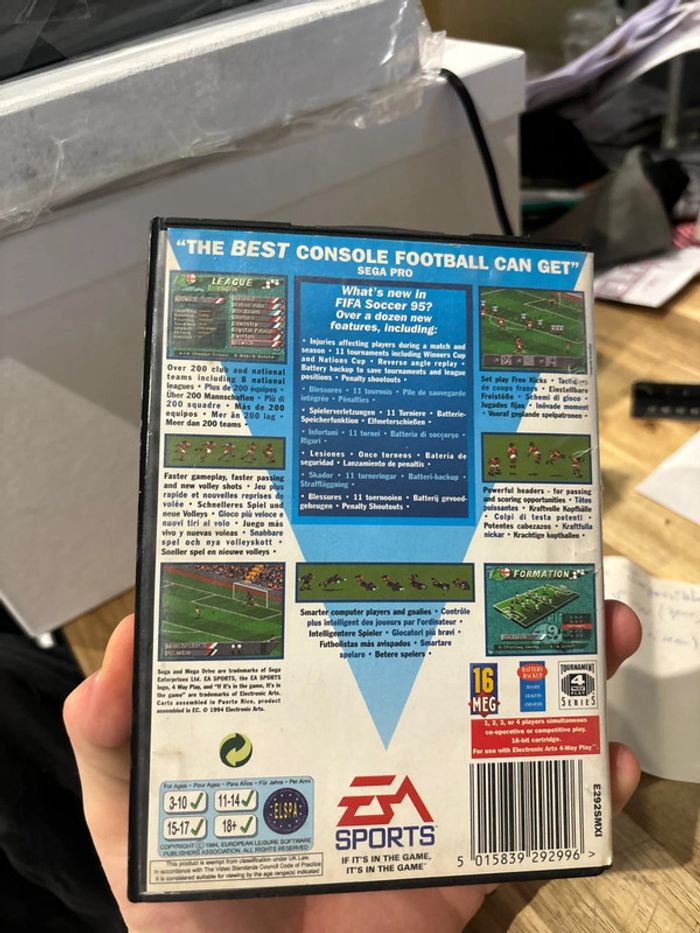 “THE BEST CONSOLE FOOTBALL CAN GET”
SEGA PRO
LEAGUE
Over 200 club and national
teams including 8 national
leagues • Plus de 200 équipes •
Über 200 Mannschaften • Più di
200 squadre • Más de 200
equipos • Mer än 200 lag •
Meer dan 200 teams
Faster gameplay, faster passing
and new volley shots • Jeu plus
rapide et nouvelles reprises de
volée • Schnelleres Spiel und
neue Volleys • Gioco più veloce e
nuovi tiri al volo • Juego más
vivo y nuevas voleas • Snabbare
spel och nya volleyskott •
Sneller spel en nieuwe volleys •
What's new in
FIFA Soccer 95?
Over a dozen new
features, including:
• Injuries affecting players during a match and
season • 11 tournaments including Winners Cup
and Nations Cup • Reverse angle replay •
Battery backup to save tournaments and league
positions • Penalty shootouts •
• Blessures • 11 tournois • Pile de sauvegarde
intégrée • Pénalties •
• Spielerverletzungen • 11 Turniere • Batterie-
Speicherfunktion • Elfmeterschießen •
• Infortuni • 11 tornei • Batteria di soccorso •
Rigori •
• Lesiones • Once torneos • Bateria de
seguridad • Lanzamiento de penaltis •
• Skador • 11 turneringar • Batteri-backup •
Straffläggning •
• Blessures • 11 toernooien • Batterij gevoed-
geheugen • Penalty Shoutouts •
Set play Free Kicks • Tactiques
de coups francs • Einstellbare
Freistöße • Schemi di gioco •
Jugados fijas • Inövade moment
• Vooraf geplande spelpatronen •
Powerful headers - for passing
and scoring opportunities • Têtes
puissantes • Kraftvolle Kopfbälle
• Colpi di testa potenti •
Potentes cabezazos • Kraftfulla
nickar • Krachtige koptballen •
Smarter computer players and goalies • Contrôle
plus intelligent des joueurs par l'ordinateur •
Intelligentere Spieler • Giocatori più bravi •
Futbolistas más avispados • Smartare
spelare • Betere spelers •
FORMATION
Sega and Mega Drive are trademarks of Sega
Enterprises Ltd. EA SPORTS, the EA SPORTS
logo, 4 Way Play, and "If it's in the game, it's in
the game" are trademarks of Electronic Arts.
Carts assembled in Puerto Rice, product
assembled in EC. © 1994 Electronic Arts.
16
MEG
BATTERY
BACKUP
TOURNAMENT
4
SERIES
1, 2, 3, or 4 players simultaneous
co-operative or competitive play.
16-bit cartridge.
For use with Electronic Arts 4-Way Play™.
For Ages - Pour Ages - Para Años - Für Jahre - Per Anni
3-10 ✓ 11-14 ✓
15-17 ✓ 18+ ✓
ELSPA
COPYRIGHT © 1994, EUROPEAN LEISURE SOFTWARE
PUBLISHERS ASSOCIATION. ALL RIGHTS RESERVED
This product is exempt from classification under UK Law.
In accordance with The Video Standards Council Code of Practice
it is considered suitable for viewing by the age range(s) indicated
EA
SPORTS
IF IT'S IN THE GAME,
IT'S IN THE GAME™
5 015839 292996 >
E292SMXI